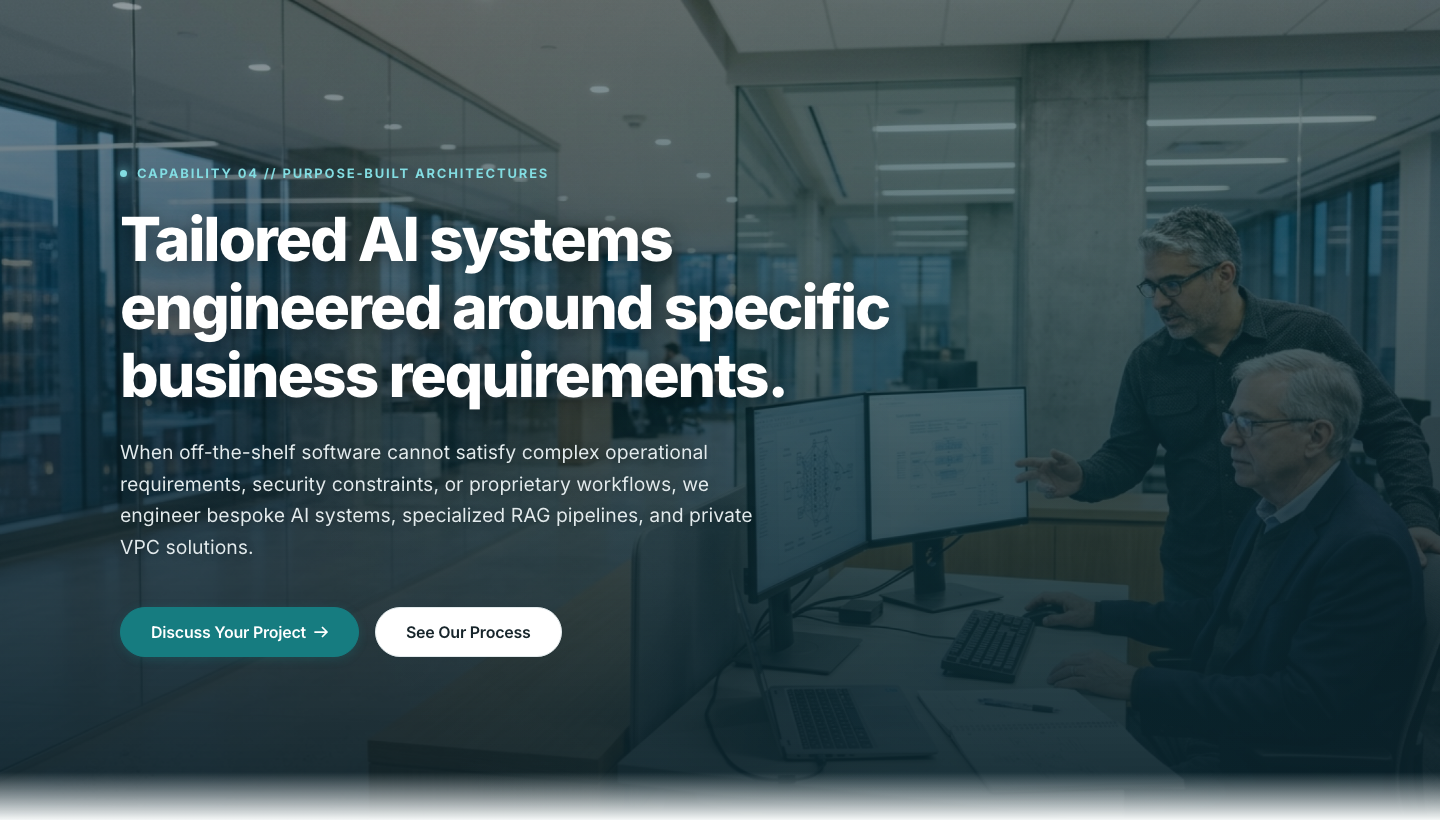 CAPABILITY 04 // PURPOSE-BUILT ARCHITECTURES
Tailored AI systems
engineered around specific
business requirements.
When off-the-shelf software cannot satisfy complex operational
requirements, security constraints, or proprietary workflows, we
engineer bespoke AI systems, specialized RAG pipelines, and private
VPC solutions.
Discuss Your Project →
See Our Process